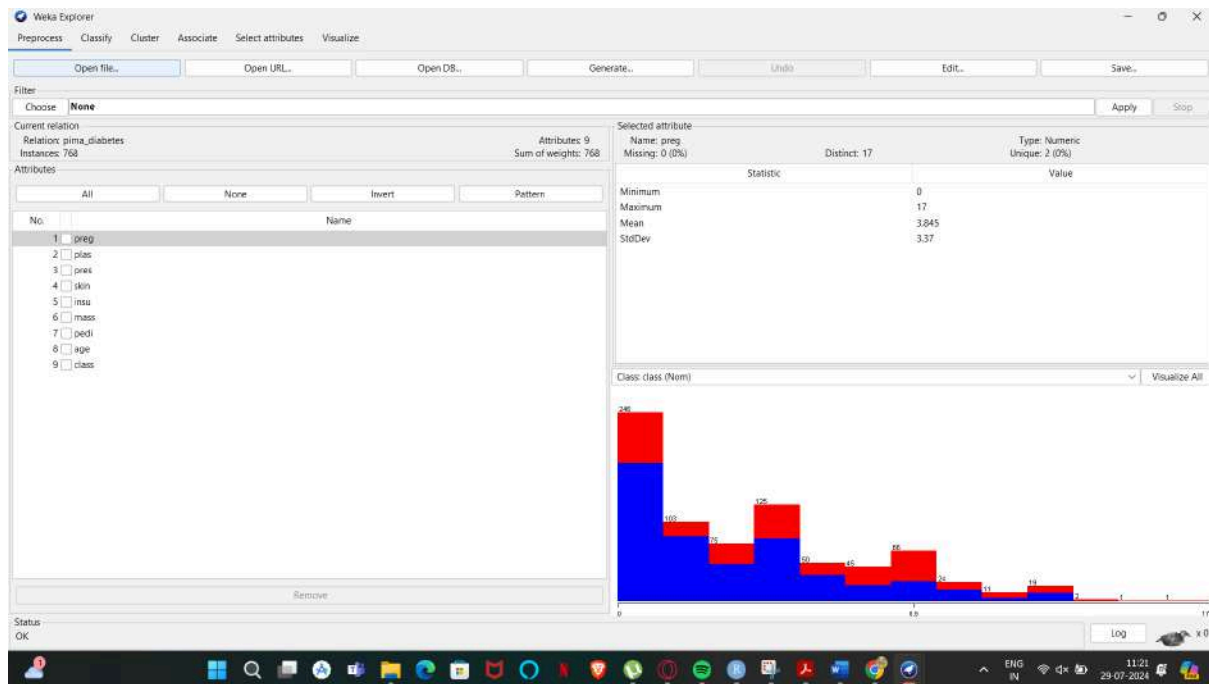 Weka Explorer
Preprocess Classify Cluster Associate Select attributes Visualize
Open file... Open URL... Open DB... Generate... Undo Edit... Save...
Filter
Choose None Apply Stop
Current relation
Relation: pima_diabetes Attributes: 9
Instances: 768 Sum of weights: 768
Attributes
All None Invert Pattern
No. Name
1 preg
2 plas
3 pres
4 skin
5 insu
6 mass
7 pedi
8 age
9 class
Remove
Selected attribute
Name: preg Type: Numeric
Missing: 0 (0%) Distinct: 17 Unique: 2 (0%)
Statistic Value
Minimum 0
Maximum 17
Mean 3.845
StdDev 3.37
Class: class (Nom) Visualize All
246
103
75
125
50
45
24
11
19
1
1
0 17
Status
OK
Log x 0
ENG
IN
11:21
29-07-2024